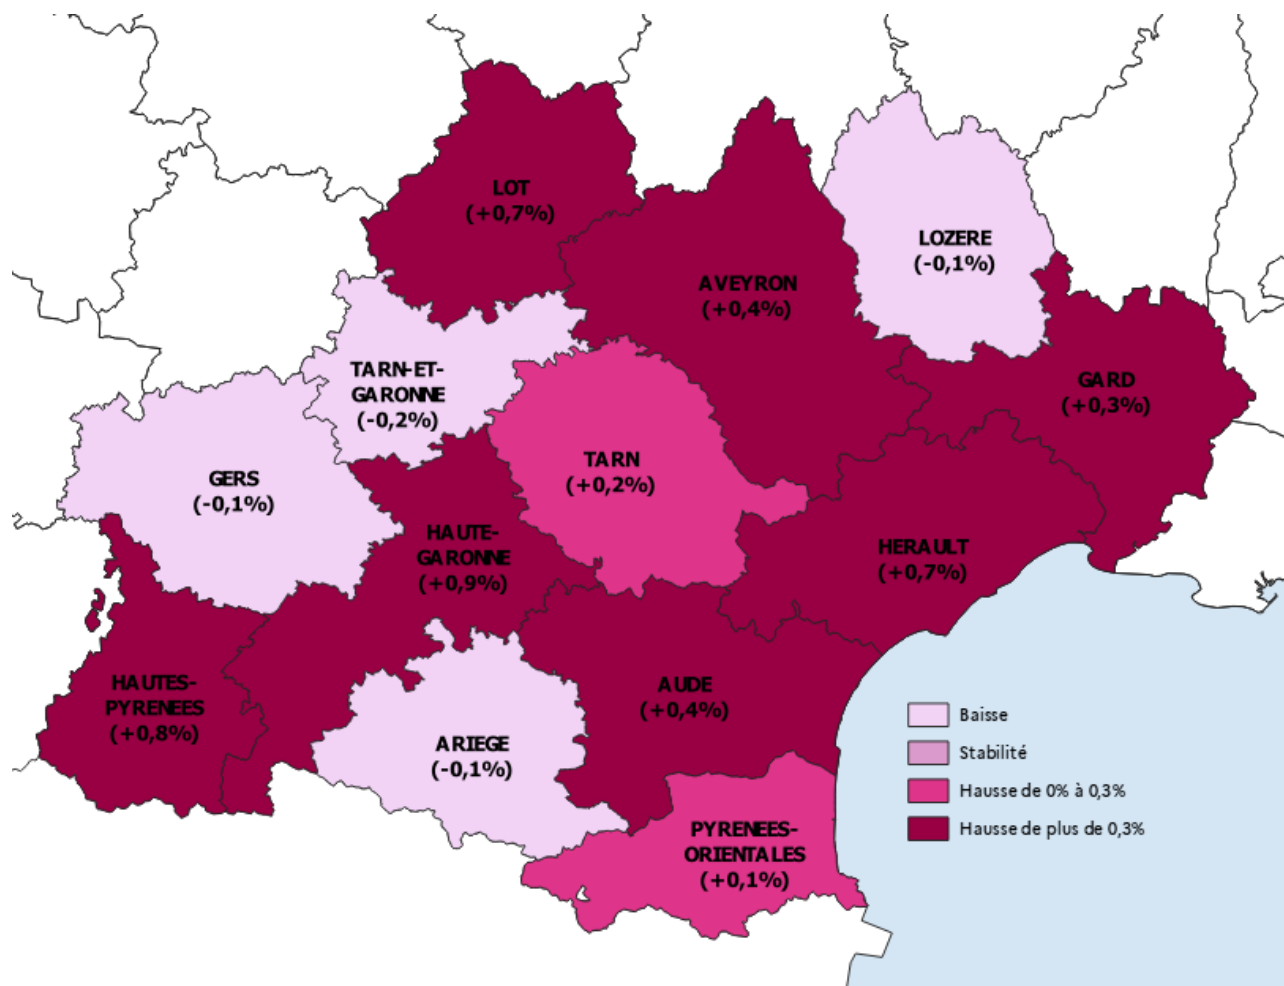 LOT
(+0,7%)
LOZERE
(-0,1%)
AVEYRON
(+0,4%)
TARN-ET-
GARONNE
(-0,2%)
GARD
(+0,3%)
GERS
(-0,1%)
TARN
(+0,2%)
HAUTE-
GARONNE
(+0,9%)
HERAULT
(+0,7%)
HAUTES-
PYRENEES
(+0,8%)
AUDE
(+0,4%)
ARIEGE
(-0,1%)
PYRENEES-
ORIENTALES
(+0,1%)
Baisse
Stabilité
Hausse de 0% à 0,3%
Hausse de plus de 0,3%